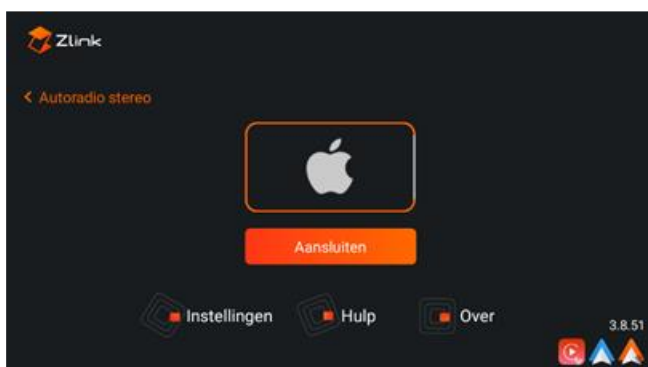 Zlink
Autoradio stereo
Aansluiten
Instellingen
Hulp
Over
3.8.51